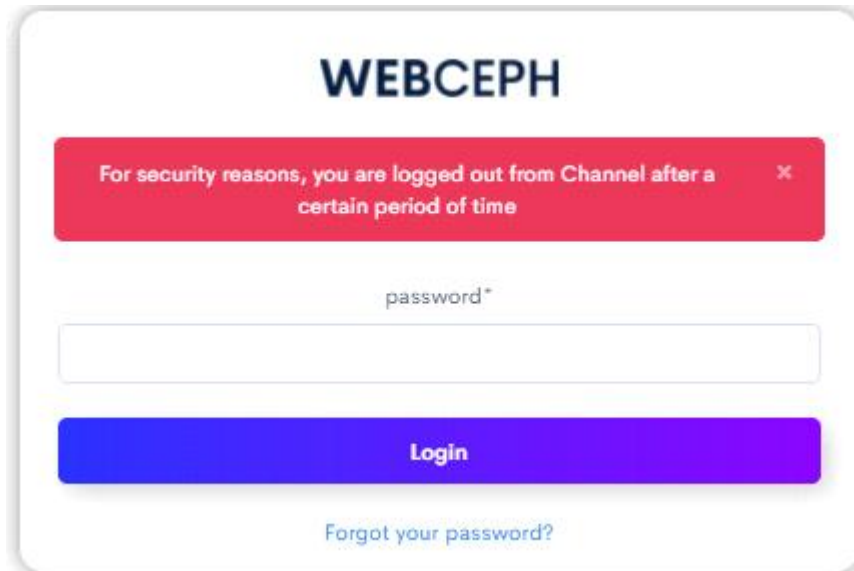 WEBCEPH
For security reasons, you are logged out from Channel after a
certain period of time
×
password*
Login
Forgot your password?